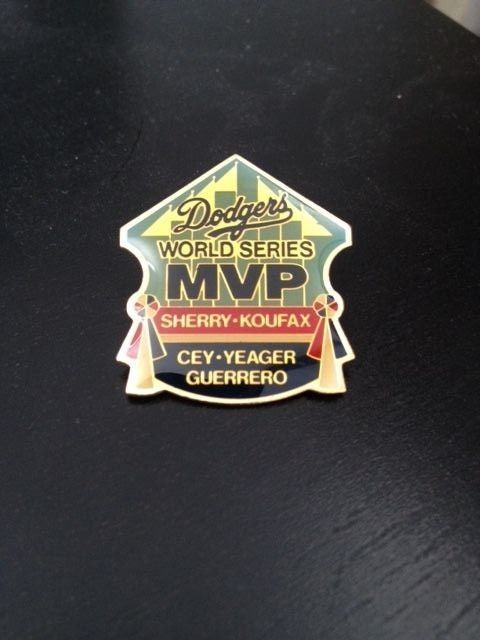 Dodgers
WORLD SERIES
MVP
SHERRY • KOUFAX
CEY • YEAGER
GUERRERO